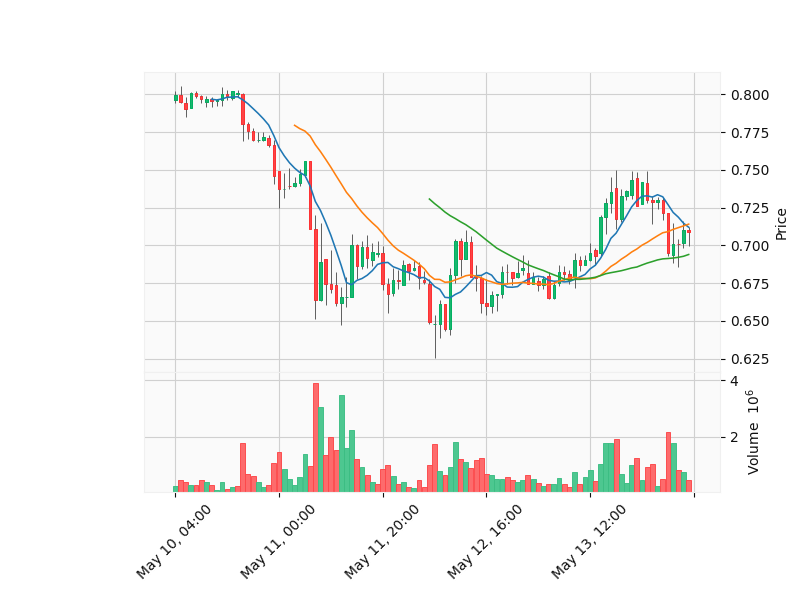 0.800
0.775
0.750
0.725
0.700
0.675
0.650
0.625
Price
4
2
Volume 10^6
May 10, 04:00
May 11, 00:00
May 11, 20:00
May 12, 16:00
May 13, 12:00